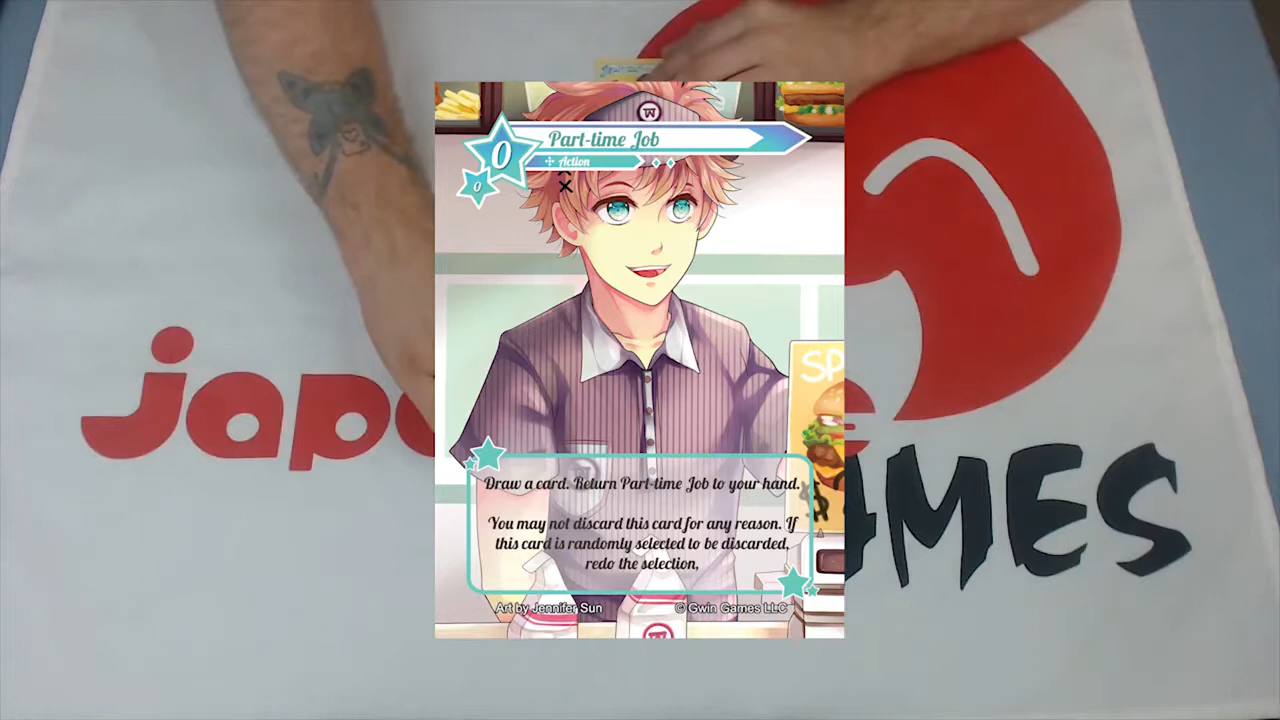 W
Part-time Job
0
Action
0
SP
Draw a card. Return Part-time Job to your hand.
You may not discard this card for any reason. If
this card is randomly selected to be discarded,
redo the selection,
$
Art by Jennifer Sun
© Gwin Games LLC
W